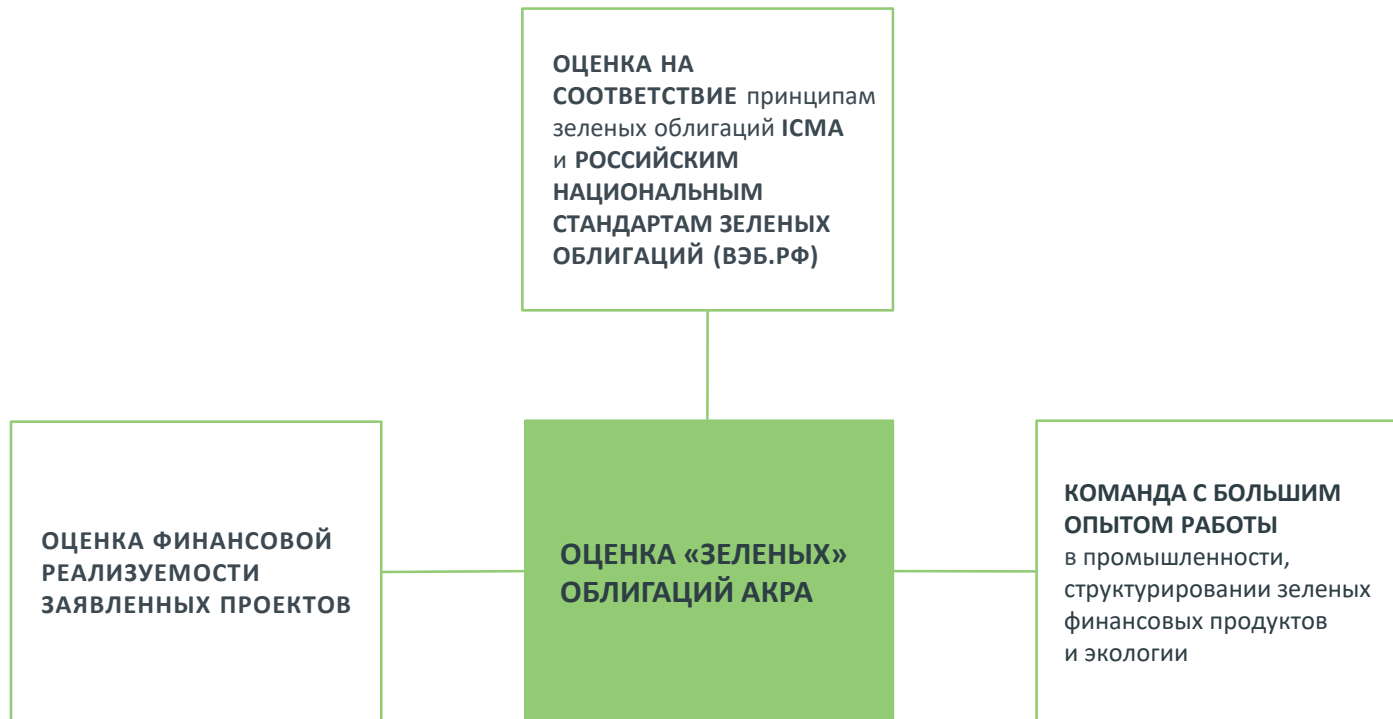 ОЦЕНКА НА
СООТВЕТСТВИЕ принципам
зеленых облигаций ICMA
и РОССИЙСКИМ
НАЦИОНАЛЬНЫМ
СТАНДАРТАМ ЗЕЛЕНЫХ
ОБЛИГАЦИЙ (ВЭБ.РФ)
ОЦЕНКА ФИНАНСОВОЙ
РЕАЛИЗУЕМОСТИ
ЗАЯВЛЕННЫХ ПРОЕКТОВ
ОЦЕНКА «ЗЕЛЕНЫХ»
ОБЛИГАЦИЙ АКРА
КОМАНДА С БОЛЬШИМ
ОПЫТОМ РАБОТЫ
в промышленности,
структурировании зеленых
финансовых продуктов
и экологии